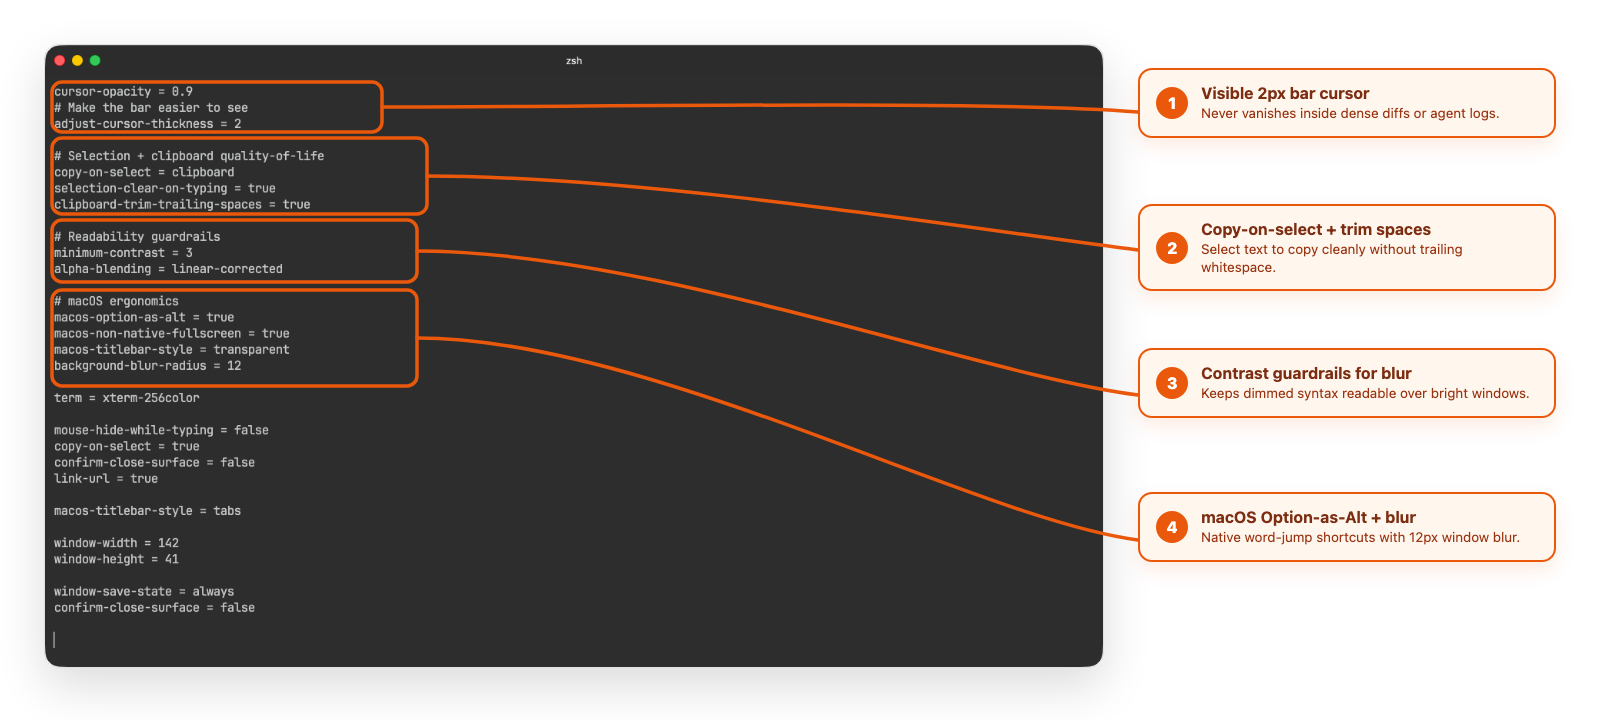 zsh
cursor-opacity = 0.9
# Make the bar easier to see
adjust-cursor-thickness = 2
# Selection + clipboard quality-of-life
copy-on-select = clipboard
selection-clear-on-typing = true
clipboard-trim-trailing-spaces = true
# Readability guardrails
minimum-contrast = 3
alpha-blending = linear-corrected
# macOS ergonomics
macos-option-as-alt = true
macos-non-native-fullscreen = true
macos-titlebar-style = transparent
background-blur-radius = 12
term = xterm-256color
mouse-hide-while-typing = false
copy-on-select = true
confirm-close-surface = false
link-url = true
macos-titlebar-style = tabs
window-width = 142
window-height = 41
window-save-state = always
confirm-close-surface = false
1
Visible 2px bar cursor
Never vanishes inside dense diffs or agent logs.
2
Copy-on-select + trim spaces
Select text to copy cleanly without trailing
whitespace.
3
Contrast guardrails for blur
Keeps dimmed syntax readable over bright windows.
4
macOS Option-as-Alt + blur
Native word-jump shortcuts with 12px window blur.